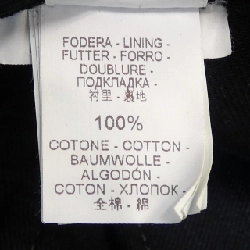 FODERA - LINING -
FUTTER - FORRO -
DOUBLURE -
ПОДКЛАДКА -
衬里 - 裏地
100%
COTONE - COTTON -
BAUMWOLLE -
ALGODÓN -
COTON - ХЛОПОК -
全棉 - 綿